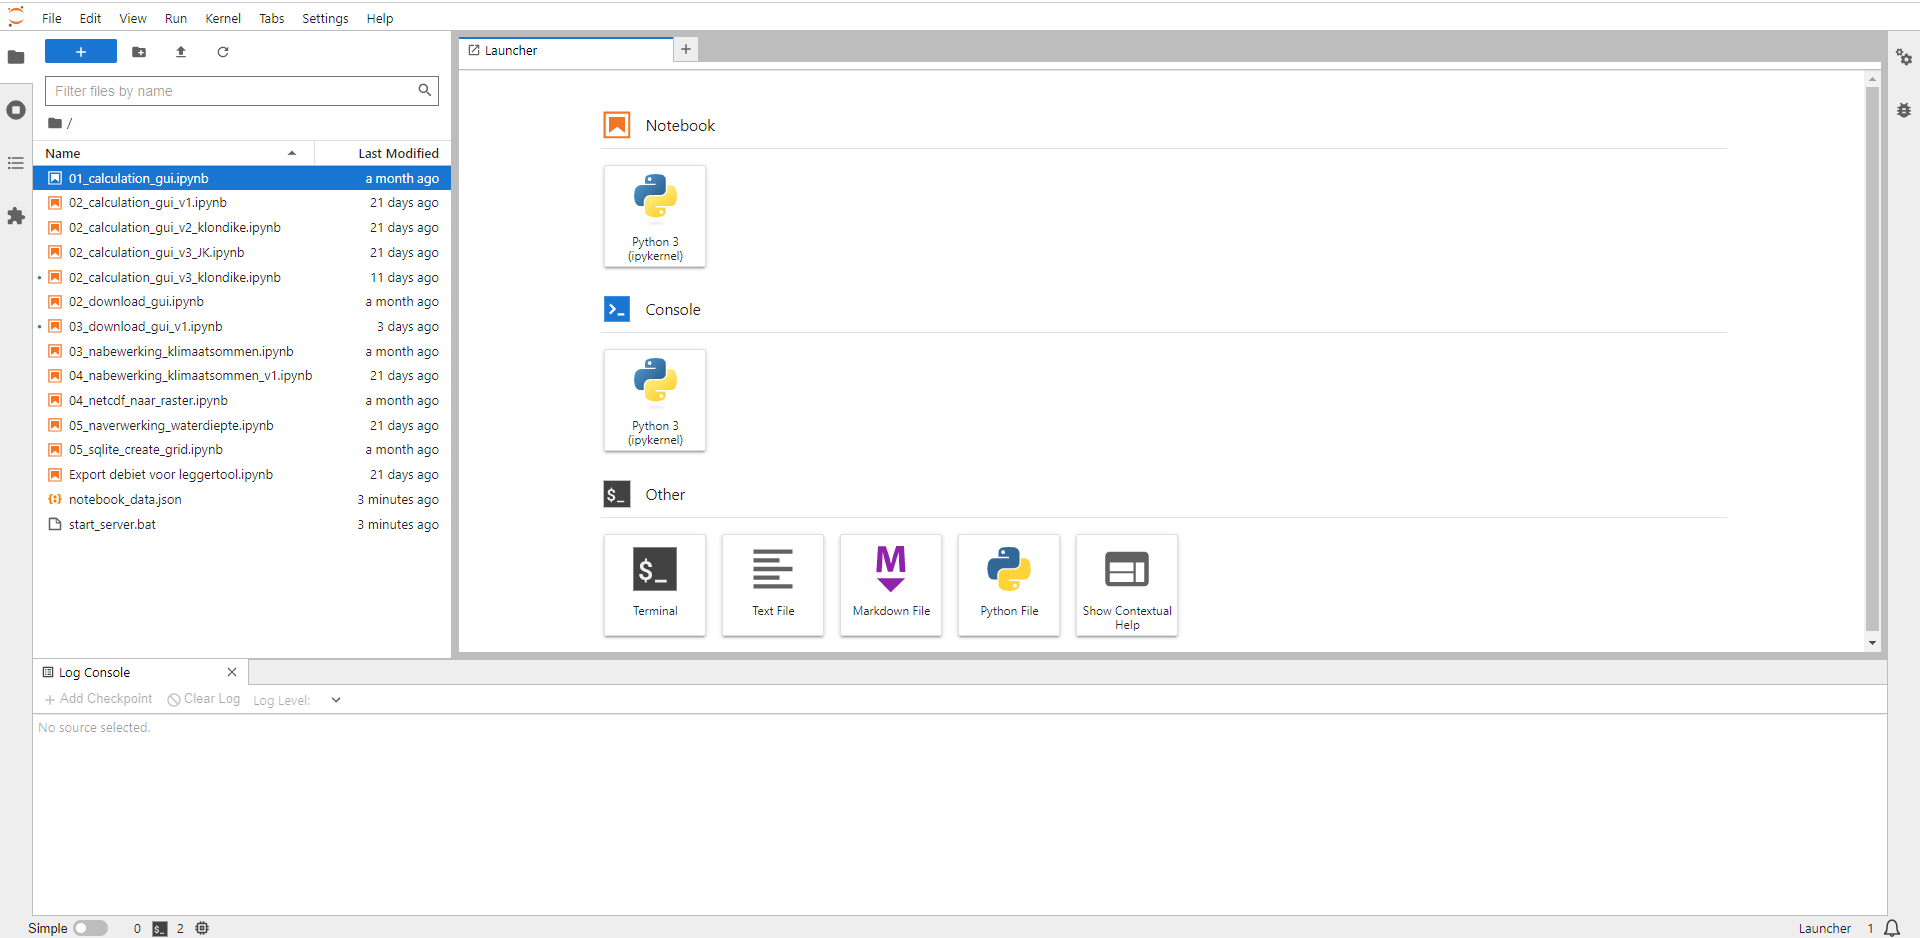 File Edit View Run Kernel Tabs Settings Help
+
Filter files by name
/
Name Last Modified
01_calculation_gui.ipynb a month ago
02_calculation_gui_v1.ipynb 21 days ago
02_calculation_gui_v2_klondike.ipynb 21 days ago
02_calculation_gui_v3_JK.ipynb 21 days ago
02_calculation_gui_v3_klondike.ipynb 11 days ago
02_download_gui.ipynb a month ago
03_download_gui_v1.ipynb 3 days ago
03_nabewerking_klimaatsommen.ipynb a month ago
04_nabewerking_klimaatsommen_v1.ipynb 21 days ago
04_netcdf_naar_raster.ipynb a month ago
05_naverwerking_waterdiepte.ipynb 21 days ago
05_sqlite_create_grid.ipynb a month ago
Export debiet voor leggertool.ipynb 21 days ago
notebook_data.json 3 minutes ago
start_server.bat 3 minutes ago
Launcher +
Notebook
Python 3
(ipykernel)
Console
Python 3
(ipykernel)
$_ Other
$_
Terminal
Text File
M
Markdown File
Python File
Show Contextual
Help
Log Console
+ Add Checkpoint Clear Log Log Level:
No source selected.
Simple 0 $_ 2
Launcher 1